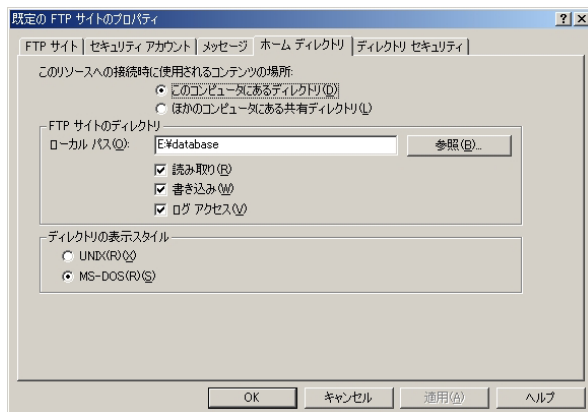 既定の FTP サイトのプロパティ
FTP サイト セキュリティ アカウント メッセージ ホーム ディレクトリ ディレクトリ セキュリティ
このリソースへの接続時に使用されるコンテンツの場所:
このコンピュータにあるディレクトリ(D)
ほかのコンピュータにある共有ディレクトリ(L)
FTP サイトのディレクトリ
ローカル パス(O): E:¥database 参照(B)...
読み取り(R)
書き込み(W)
ログ アクセス(V)
ディレクトリの表示スタイル
UNIX(R)(X)
MS-DOS(R)(S)
OK キャンセル 適用(A) ヘルプ